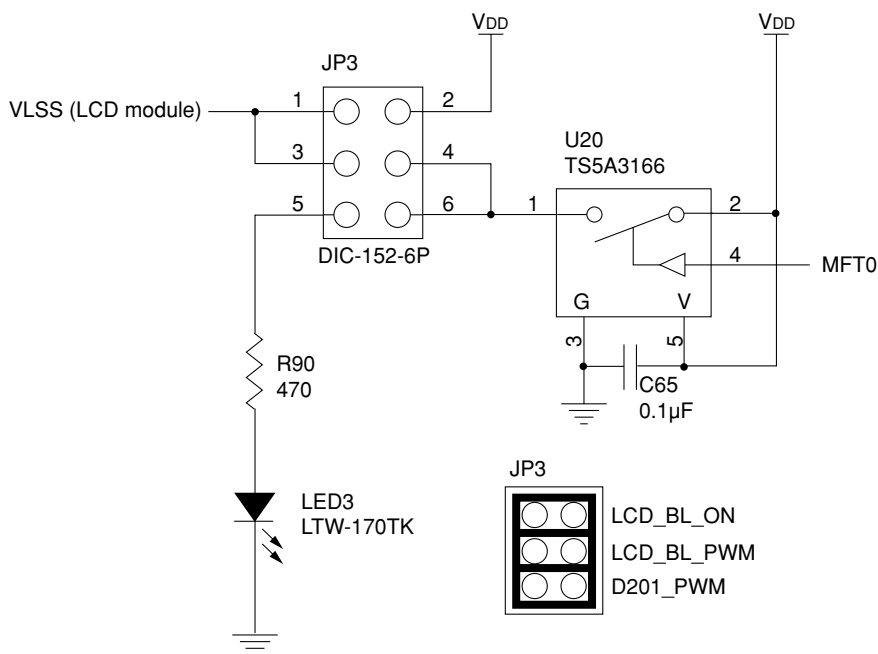 VDD
VDD
JP3
VLSS (LCD module)
1
2
3
4
5
6
DIC-152-6P
U20
TS5A3166
1
2
4
MFT0
G
V
3
5
C65
0.1µF
R90
470
LED3
LTW-170TK
JP3
LCD_BL_ON
LCD_BL_PWM
D201_PWM